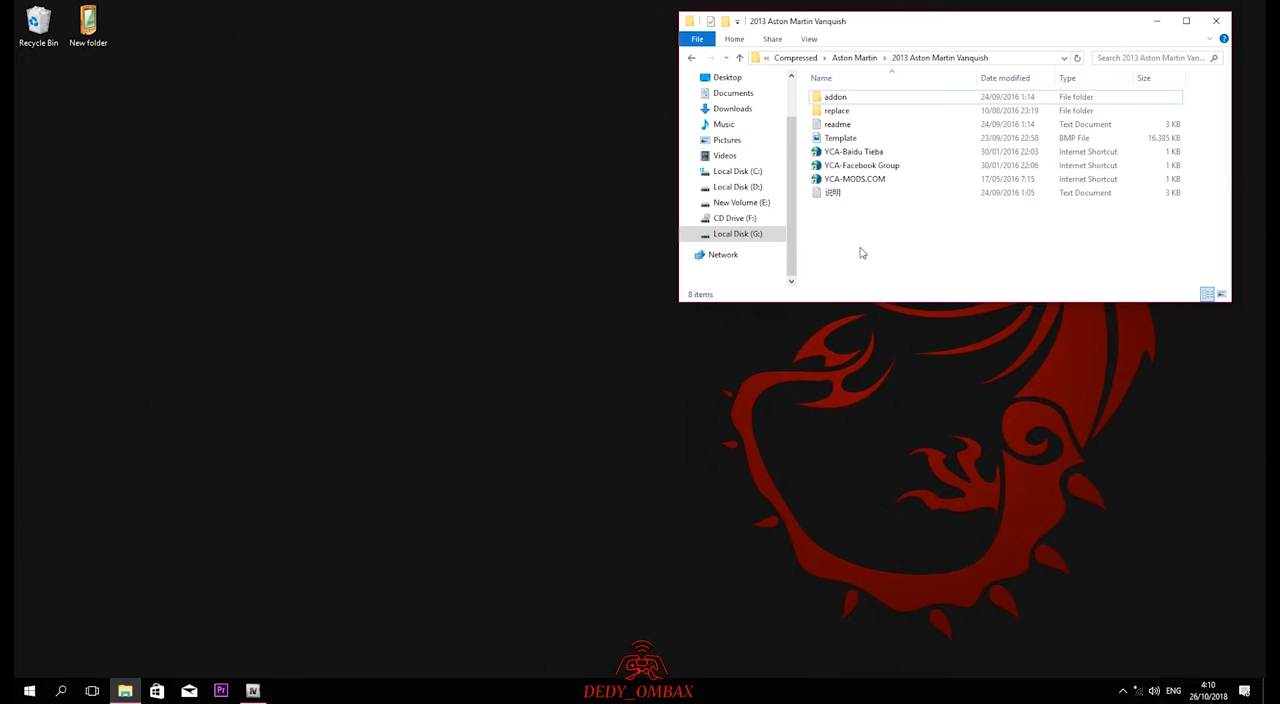 Recycle Bin
New folder
2013 Aston Martin Vanquish
File
Home
Share
View
Compressed
Aston Martin
2013 Aston Martin Vanquish
Search 2013 Aston Martin Van...
Desktop
Documents
Downloads
Music
Pictures
Videos
Local Disk (C:)
Local Disk (D:)
New Volume (E:)
CD Drive (F:)
Local Disk (G:)
Network
Name Date modified Type Size
addon 24/09/2016 1:14 File folder
replace 10/08/2016 23:19 File folder
readme 24/09/2016 1:14 Text Document 3 KB
Template 23/09/2016 22:58 BMP File 16.385 KB
YCA-Baidu Tieba 30/01/2016 22:03 Internet Shortcut 1 KB
YCA-Facebook Group 30/01/2016 22:06 Internet Shortcut 1 KB
YCA-MODS.COM 17/05/2016 7:15 Internet Shortcut 1 KB
说明 24/09/2016 1:05 Text Document 3 KB
8 items
DEDY_OMBAX
Pr
IV
ENG
4:10
26/10/2018